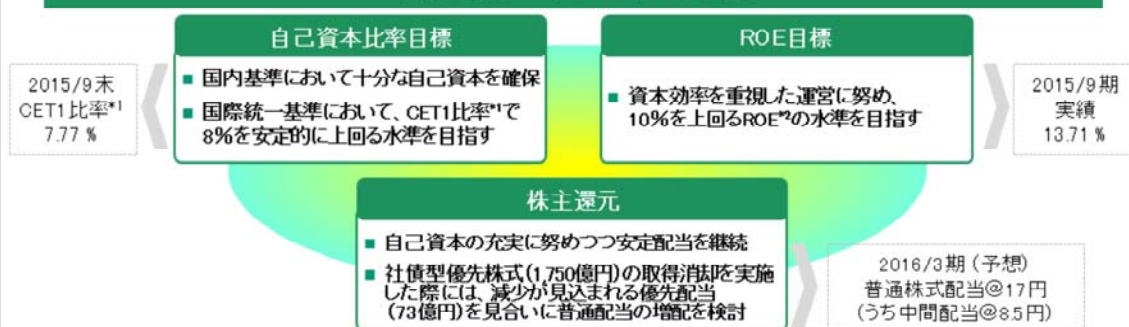 自己資本比率目標
■ 国内基準において十分な自己資本を確保
■ 国際統一基準において、CET1比率*1で
8%を安定的に上回る水準を目指す
2015/9末
CET1比率*1
7.77 %
ROE目標
■ 資本効率を重視した運営に努め、
10%を上回るROE*2の水準を目指す
2015/9期
実績
13.71 %
株主還元
■ 自己資本の充実に努めつつ安定配当を継続
■ 社債型優先株式(1,750億円)の取得消却を実施
した際には、減少が見込まれる優先配当
(73億円)を見合いに普通配当の増配を検討
2016/3期 (予想)
普通株式配当@17円
(うち中間配当@8.5円)